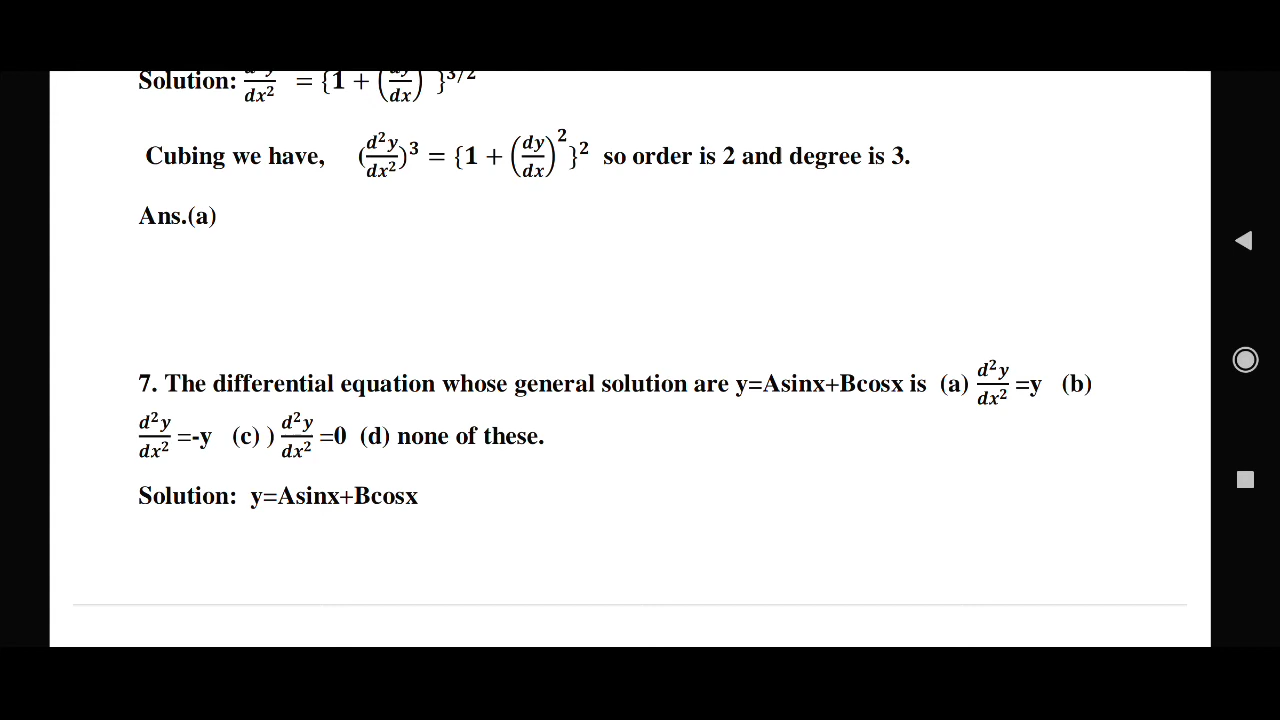 Solution: d²y/dx² = {1 + (dy/dx) }^3/2
Cubing we have, (d²y/dx²)³ = {1 + (dy/dx)²}² so order is 2 and degree is 3.
Ans.(a)
7. The differential equation whose general solution are y=Asinx+Bcosx is (a) d²y/dx² =y (b)
d²y/dx² =-y (c) ) d²y/dx² =0 (d) none of these.
Solution: y=Asinx+Bcosx